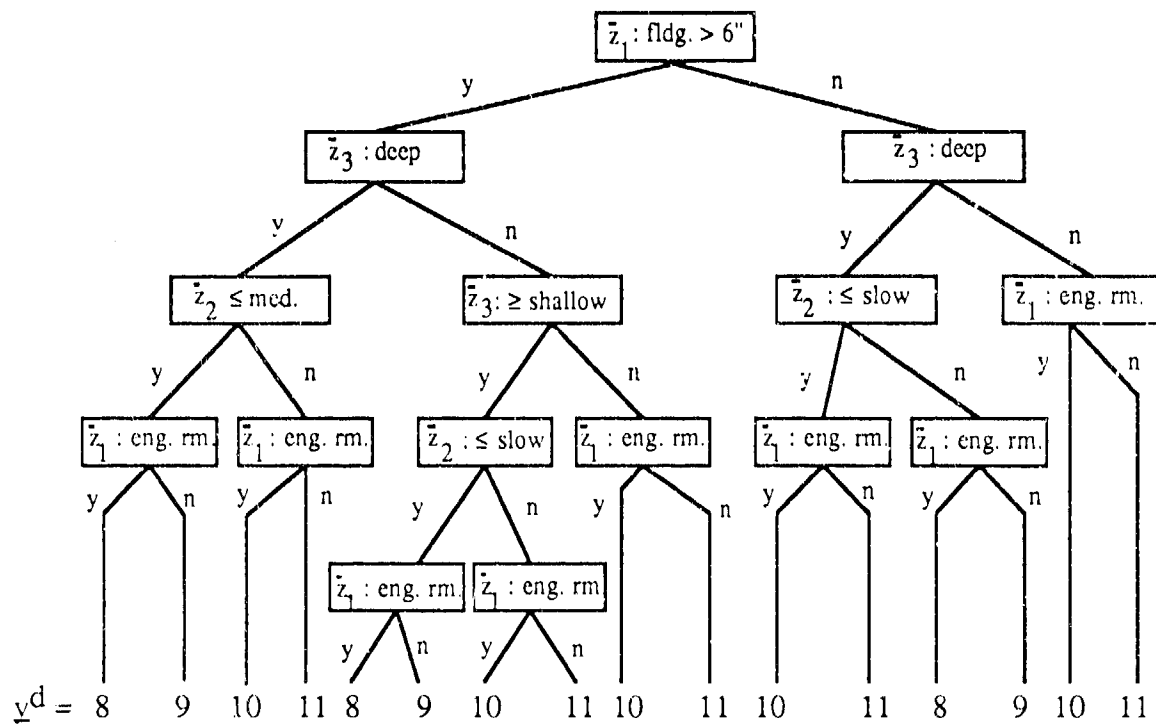 z̄1 : fldg. > 6"
y n
z̄3 : deep z̄3 : deep
y n y n
z̄2 ≤ med. z̄3: ≥ shallow z̄2 : ≤ slow z̄1 : eng. rm.
y n y n y n y n
z̄1 : eng. rm. z̄1 : eng. rm. z̄2 : ≤ slow z̄1 : eng. rm. z̄1 : eng. rm. z̄1 : eng. rm.
y n y n y n y n y n y n
z̄1 : eng. rm. z̄1 : eng. rm.
y n y n
v^d = 8 9 10 11 8 9 10 11 10 11 10 11 8 9 10 11